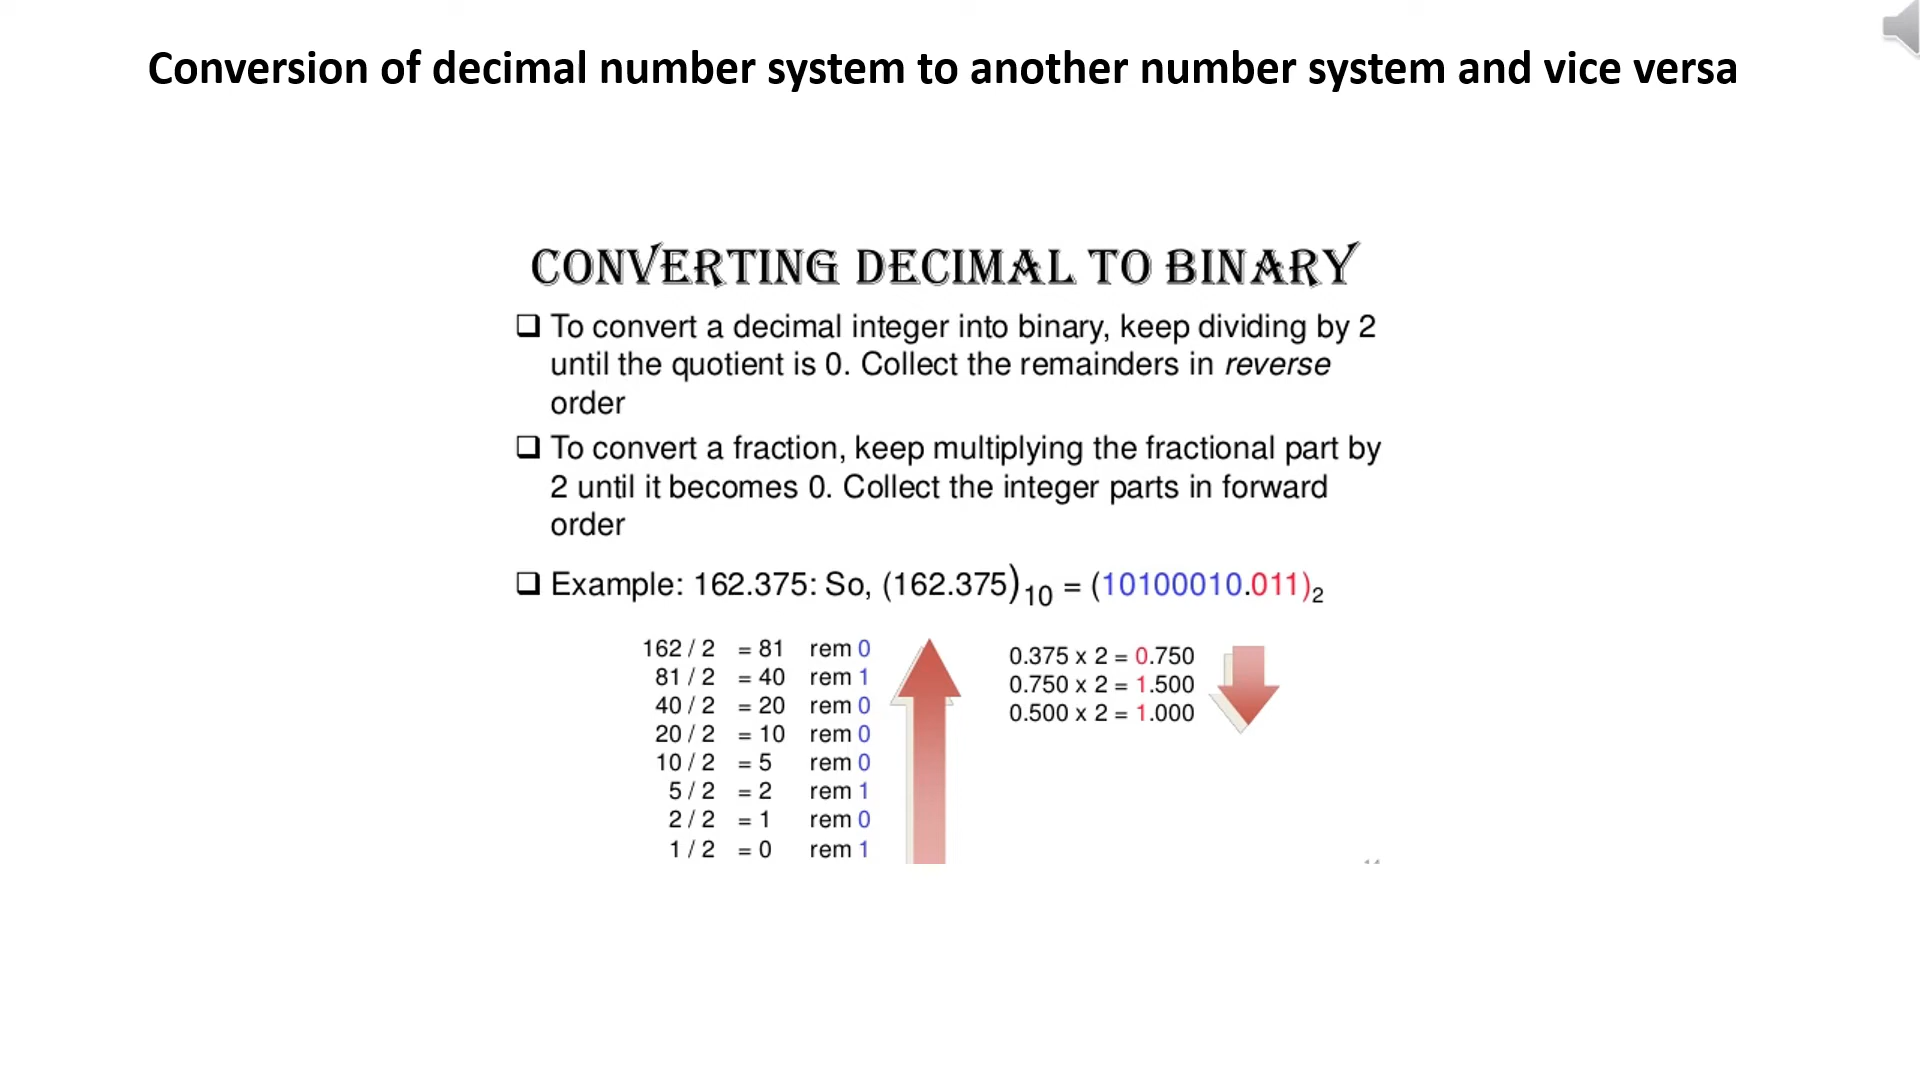 Conversion of decimal number system to another number system and vice versa
CONVERTING DECIMAL TO BINARY
❑ To convert a decimal integer into binary, keep dividing by 2
until the quotient is 0. Collect the remainders in reverse
order
❑ To convert a fraction, keep multiplying the fractional part by
2 until it becomes 0. Collect the integer parts in forward
order
❑ Example: 162.375: So, (162.375)10 = (10100010.011)2
162 / 2 = 81 rem 0
81 / 2 = 40 rem 1
40 / 2 = 20 rem 0
20 / 2 = 10 rem 0
10 / 2 = 5 rem 0
5 / 2 = 2 rem 1
2 / 2 = 1 rem 0
1 / 2 = 0 rem 1
0.375 x 2 = 0.750
0.750 x 2 = 1.500
0.500 x 2 = 1.000